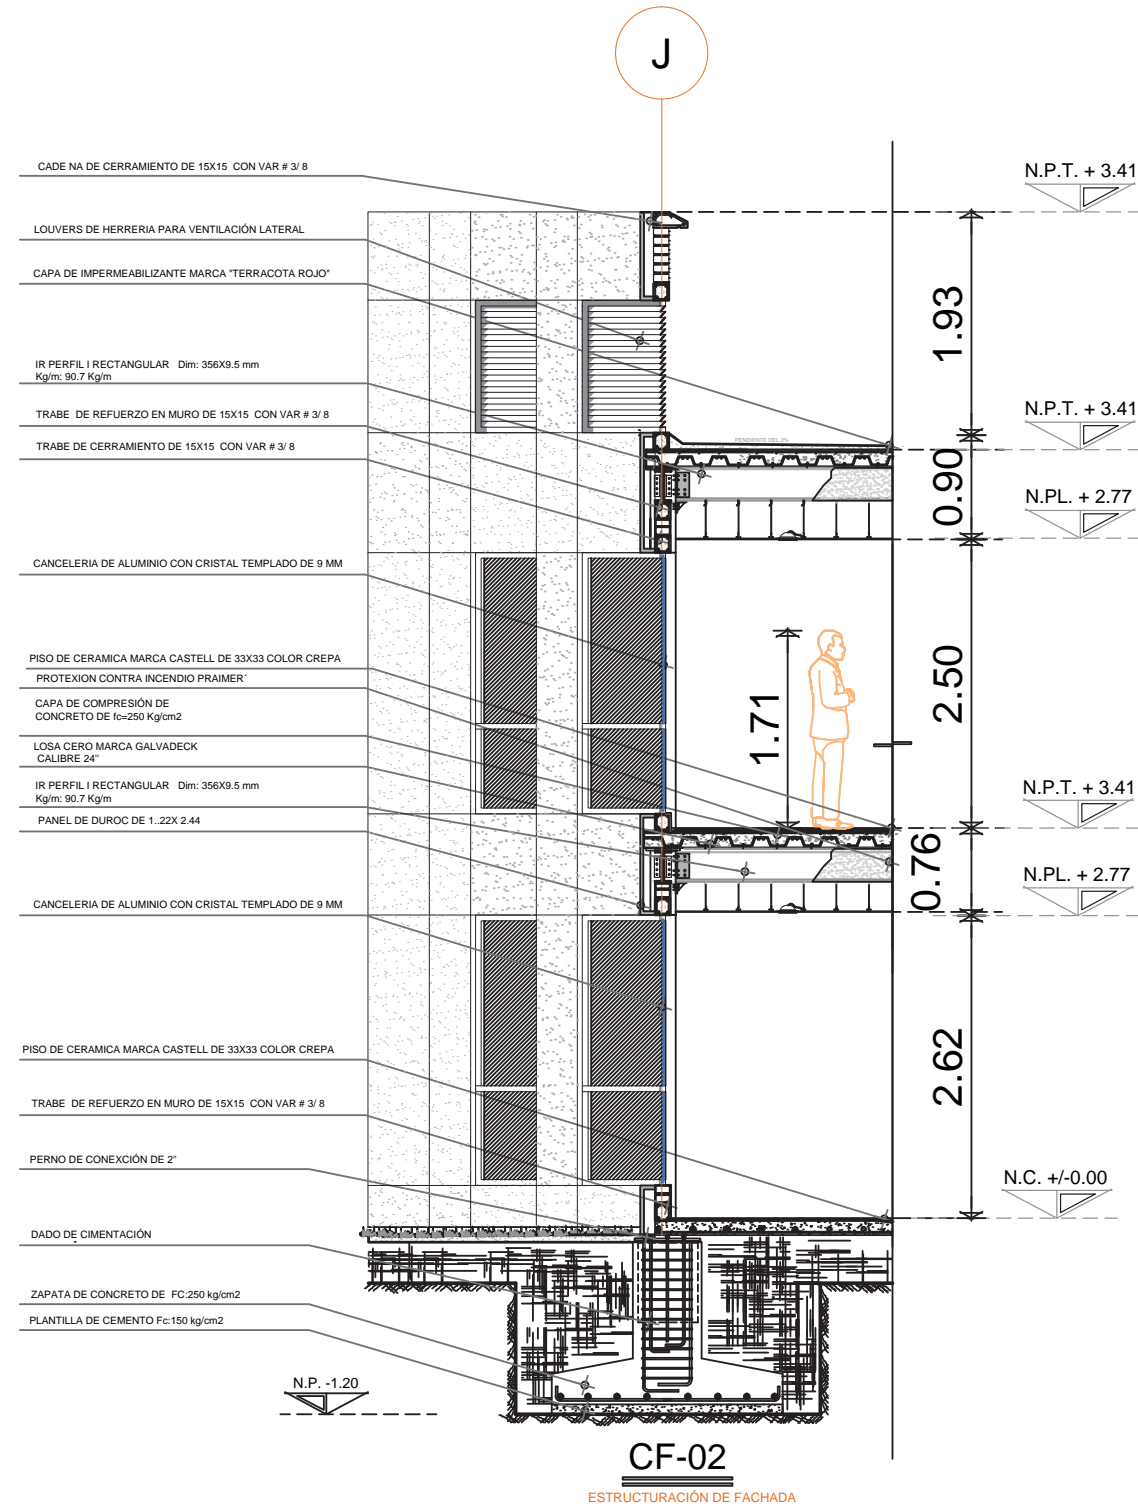 J
CADE NA DE CERRAMIENTO DE 15X15 CON VAR # 3/ 8
N.P.T. + 3.41
LOUVERS DE HERRERIA PARA VENTILACIÓN LATERAL
CAPA DE IMPERMEABILIZANTE MARCA "TERRACOTA ROJO"
1.93
IR PERFIL I RECTANGULAR Dim: 356X9.5 mm
Kg/m: 90.7 Kg/m
TRABE DE REFUERZO EN MURO DE 15X15 CON VAR # 3/ 8
N.P.T. + 3.41
TRABE DE CERRAMIENTO DE 15X15 CON VAR # 3/ 8
PENDIENTE DEL 2%
0.90
N.PL. + 2.77
CANCELERIA DE ALUMINIO CON CRISTAL TEMPLADO DE 9 MM
2.50
1.71
PISO DE CERAMICA MARCA CASTELL DE 33X33 COLOR CREPA
PROTEXION CONTRA INCENDIO PRAIMER´
CAPA DE COMPRESIÓN DE
CONCRETO DE fc=250 Kg/cm2
LOSA CERO MARCA GALVADECK
CALIBRE 24"
IR PERFIL I RECTANGULAR Dim: 356X9.5 mm
Kg/m: 90.7 Kg/m
N.P.T. + 3.41
PANEL DE DUROC DE 1..22X 2.44
0.76
N.PL. + 2.77
CANCELERIA DE ALUMINIO CON CRISTAL TEMPLADO DE 9 MM
2.62
PISO DE CERAMICA MARCA CASTELL DE 33X33 COLOR CREPA
TRABE DE REFUERZO EN MURO DE 15X15 CON VAR # 3/ 8
PERNO DE CONEXCIÓN DE 2"
N.C. +/-0.00
DADO DE CIMENTACIÓN
ZAPATA DE CONCRETO DE FC:250 kg/cm2
PLANTILLA DE CEMENTO Fc:150 kg/cm2
N.P. -1.20
CF-02
ESTRUCTURACIÓN DE FACHADA